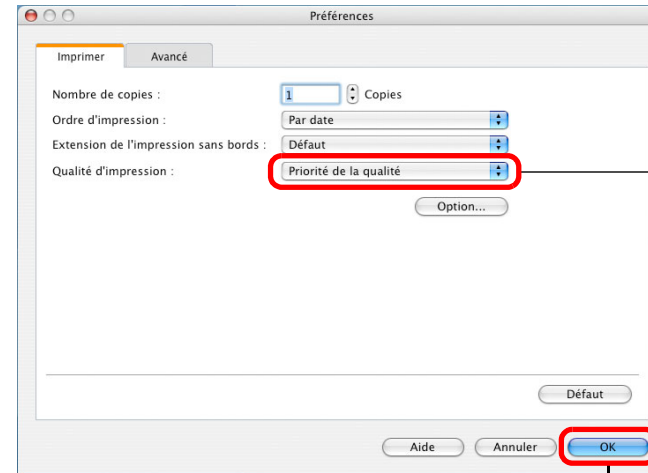 Préférences
Imprimer Avancé
Nombre de copies : 1 Copies
Ordre d'impression : Par date
Extension de l'impression sans bords : Défaut
Qualité d'impression : Priorité de la qualité
Option...
Défaut
Aide Annuler OK